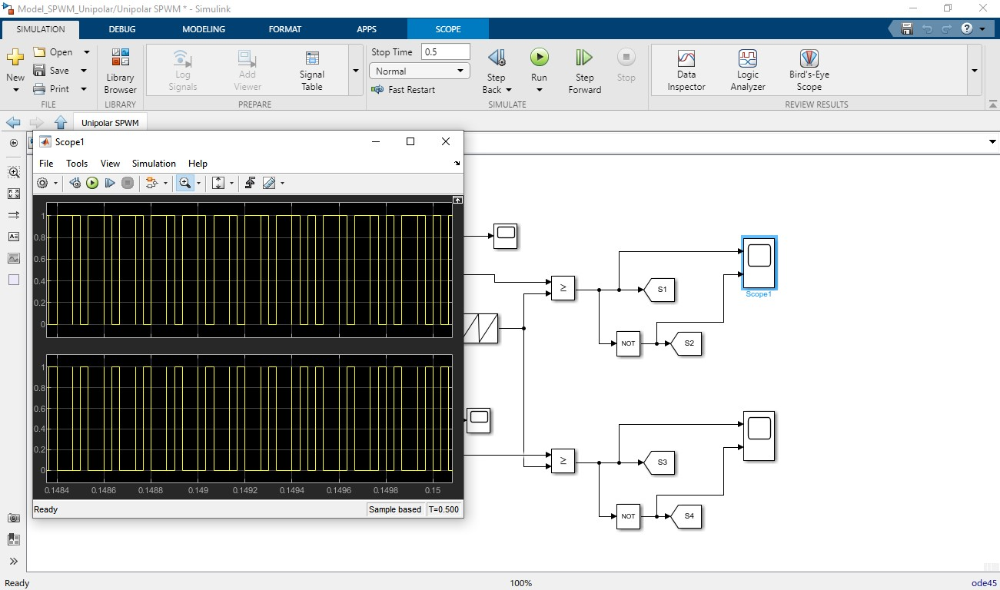 Model_SPWM_Unipolar/Unipolar SPWM * - Simulink
SIMULATION DEBUG MODELING FORMAT APPS SCOPE
New
Open
Save
Print
FILE
Library Browser
LIBRARY
Log Signals
Add Viewer
Signal Table
PREPARE
Stop Time 0.5
Normal
Fast Restart
Step Back
Run
Step Forward
Stop
SIMULATE
Data Inspector
Logic Analyzer
Bird's-Eye Scope
REVIEW RESULTS
Unipolar SPWM
Scope1
File Tools View Simulation Help
1
0.8
0.6
0.4
0.2
0
1
0.8
0.6
0.4
0.2
0
0.1484 0.1486 0.1488 0.149 0.1492 0.1494 0.1496 0.1498 0.15
Ready Sample based T=0.500
≥
S1
Scope1
NOT
S2
≥
S3
NOT
S4
Ready 100% ode45